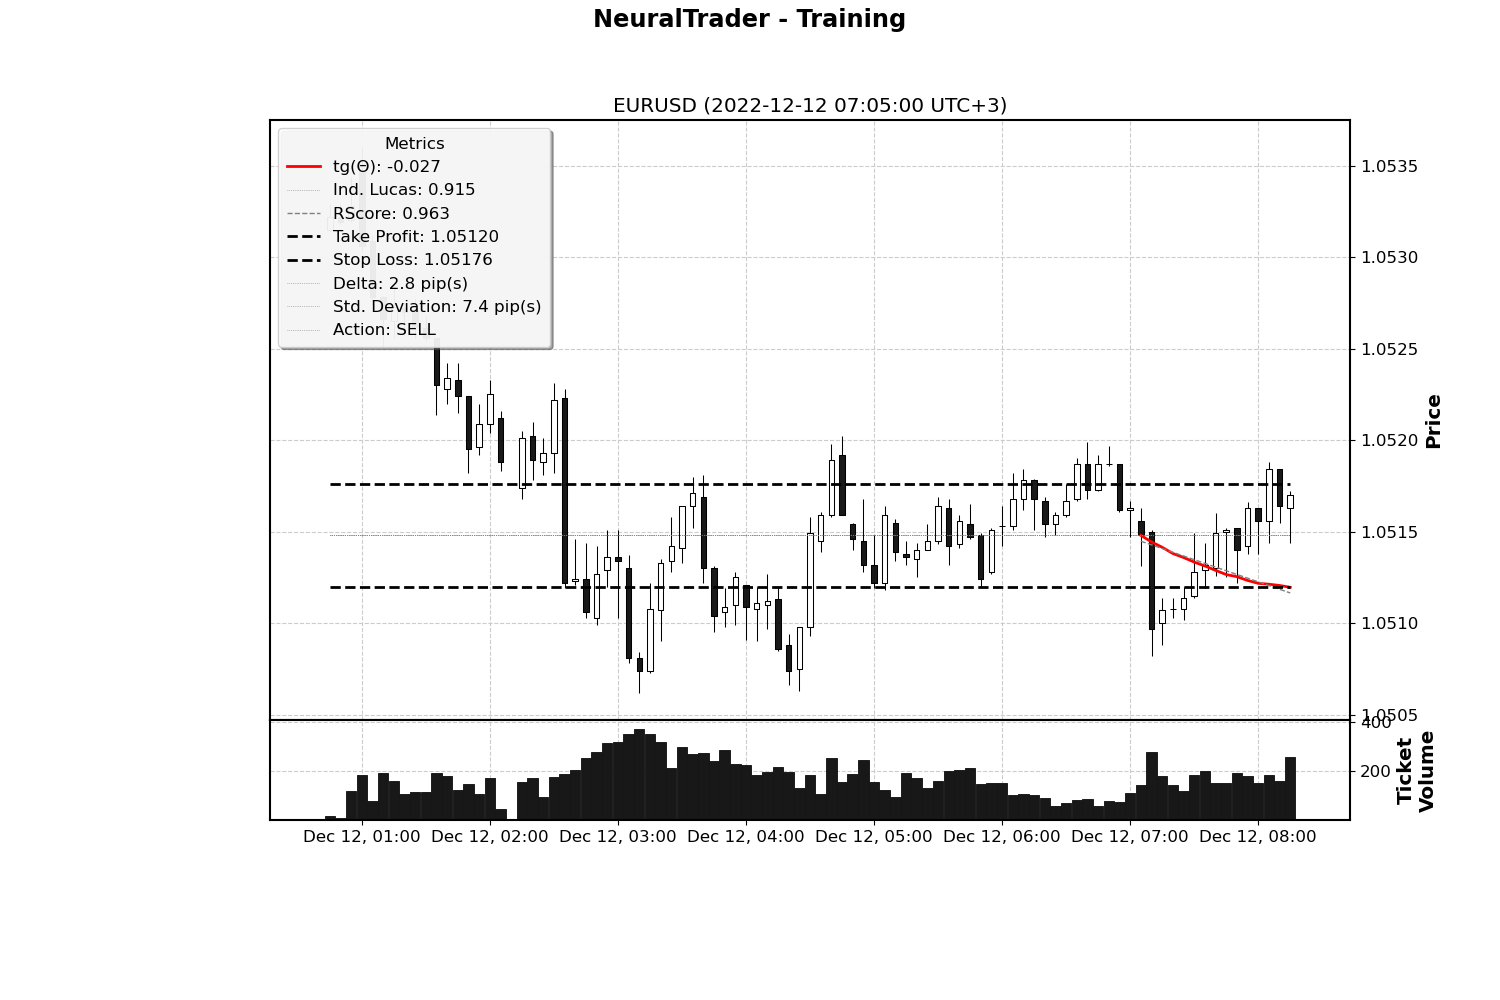 NeuralTrader - Training
EURUSD (2022-12-12 07:05:00 UTC+3)
Metrics
tg(Θ): -0.027
Ind. Lucas: 0.915
RScore: 0.963
Take Profit: 1.05120
Stop Loss: 1.05176
Delta: 2.8 pip(s)
Std. Deviation: 7.4 pip(s)
Action: SELL
1.0535
1.0530
1.0525
1.0520
1.0515
1.0510
1.0505
Price
400
200
Ticket
Volume
Dec 12, 01:00
Dec 12, 02:00
Dec 12, 03:00
Dec 12, 04:00
Dec 12, 05:00
Dec 12, 06:00
Dec 12, 07:00
Dec 12, 08:00